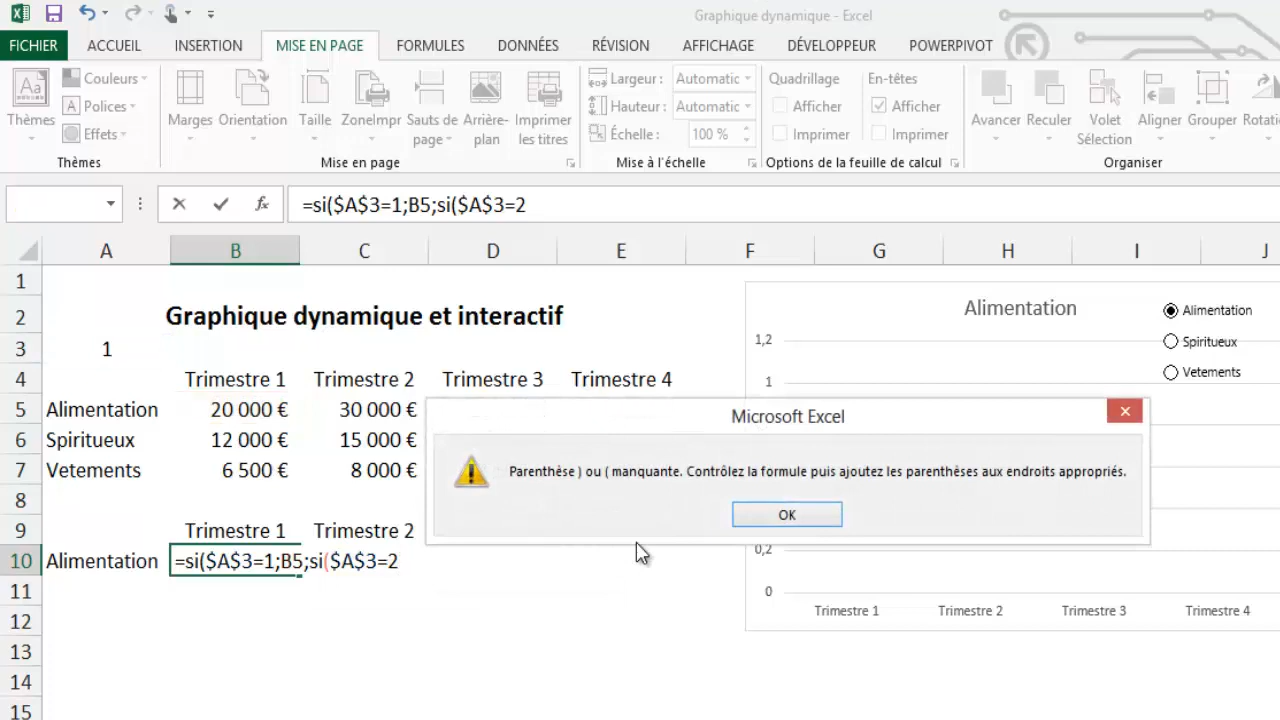 Graphique dynamique - Excel
FICHIER ACCUEIL INSERTION MISE EN PAGE FORMULES DONNÉES RÉVISION AFFICHAGE DÉVELOPPEUR POWERPIVOT
Aa Couleurs Largeur : Automatic Quadrillage En-têtes
A Polices Hauteur : Automatic Afficher Afficher
Thèmes Effets Marges Orientation Taille ZoneImpr Sauts de page Arrière-plan Imprimer les titres Échelle : 100 % Imprimer Imprimer Avancer Reculer Volet Sélection Aligner Grouper
Thèmes Mise en page Mise à l'échelle Options de la feuille de calcul Organiser
fx =si($A$3=1;B5;si($A$3=2
A B C D E F G H I J
1
2 Graphique dynamique et interactif
3 1
4 Trimestre 1 Trimestre 2 Trimestre 3 Trimestre 4
5 Alimentation 20 000 € 30 000 €
6 Spiritueux 12 000 € 15 000 €
7 Vetements 6 500 € 8 000 €
8
9 Trimestre 1 Trimestre 2
10 Alimentation =si($A$3=1;B5;si($A$3=2
11
12
13
14
15
Alimentation
Alimentation
Spiritueux
Vetements
1,2
1
0,2
0
Trimestre 1 Trimestre 2 Trimestre 3 Trimestre 4
Microsoft Excel
Parenthèse ) ou ( manquante. Contrôlez la formule puis ajoutez les parenthèses aux endroits appropriés.
OK